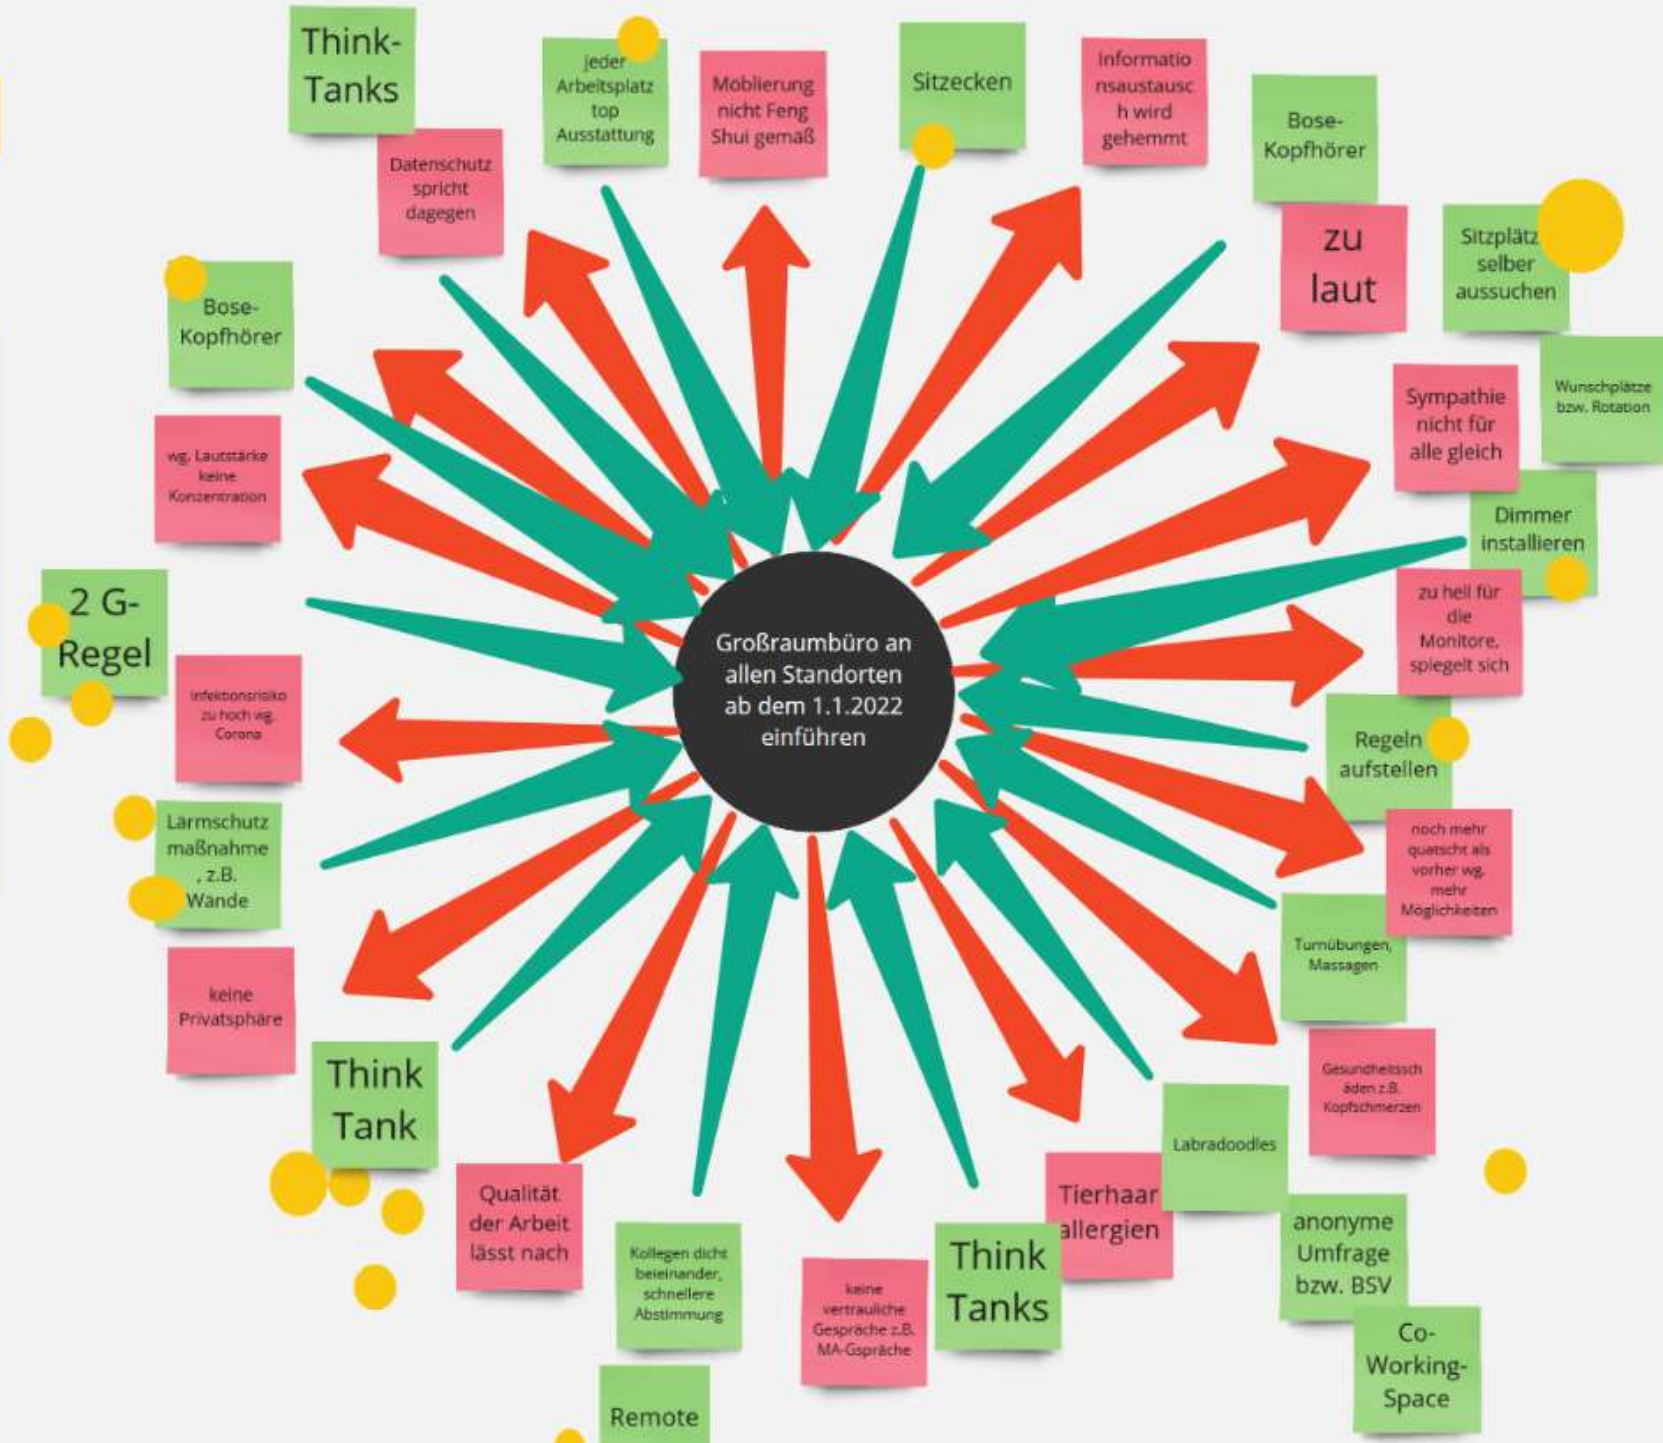 Think-
Tanks
jeder
Arbeitsplatz
top
Ausstattung
Möblierung
nicht Feng
Shui gemäß
Sitzecken
Informatio
nsaustausc
h wird
gehemmt
Bose-
Kopfhörer
Datenschutz
spricht
dagegen
zu
laut
Sitzplätz
selber
aussuchen
Bose-
Kopfhörer
Wunschplätze
bzw. Rotation
Sympathie
nicht für
alle gleich
wg. Lautstärke
keine
Konzentration
Dimmer
installieren
2 G-
Regel
zu hell für
die
Monitore,
spiegelt sich
Großraumbüro an
allen Standorten
ab dem 1.1.2022
einführen
Infektionsrisiko
zu hoch wg.
Corona
Regeln
aufstellen
Lärmschutz
maßnahme
, z.B.
Wände
noch mehr
quatscht als
vorher wg.
mehr
Möglichkeiten
Turnübungen,
Massagen
keine
Privatsphäre
Think
Tank
Gesundheitssch
äden z.B.
Kopfschmerzen
Labradoodles
Qualität
der Arbeit
lässt nach
Tierhaar
allergien
Kollegen dicht
beieinander,
schnellere
Abstimmung
keine
vertrauliche
Gespräche z.B.
MA-Gspräche
Think
Tanks
anonyme
Umfrage
bzw. BSV
Co-
Working-
Space
Remote